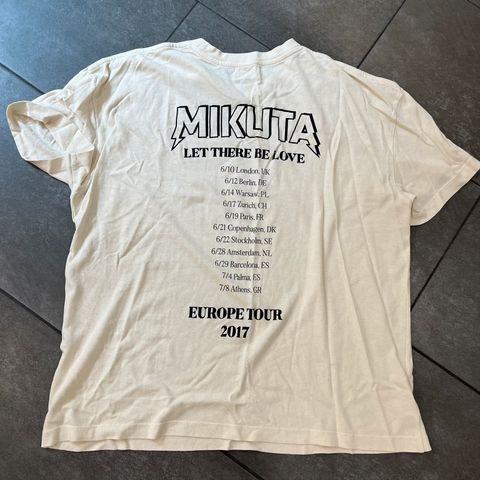 MIKUTA
LET THERE BE LOVE
6/10 London, UK
6/12 Berlin, DE
6/14 Warsaw, PL
6/17 Zurich, CH
6/19 Paris, FR
6/21 Copenhagen, DK
6/22 Stockholm, SE
6/28 Amsterdam, NL
6/29 Barcelona, ES
7/4 Palma, ES
7/8 Athens, GR
EUROPE TOUR
2017